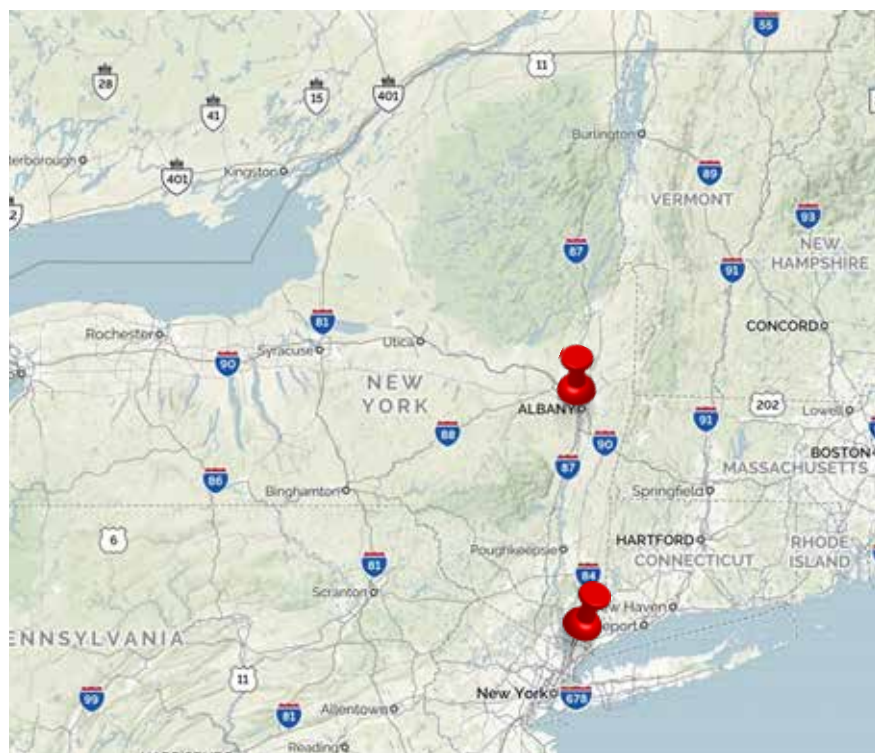 55
11
28
401
15
41
Burlington
terborough
Kingston
401
89
VERMONT
2
93
87
NEW
HAMPSHIRE
91
81
CONCORD
Rochester
Utica
Syracuse
90
NEW
YORK
202
Lowell
ALBANY
91
88
90
BOSTON
87
MASSACHUSETTS
86
Binghamton
Springfield
6
HARTFORD
RHODE
ISLAND
Poughkeepsie
CONNECTICUT
81
84
Scranton
w Haven
eport
ENNSYLVANIA
11
New York
678
99
Allentown
81
Reading